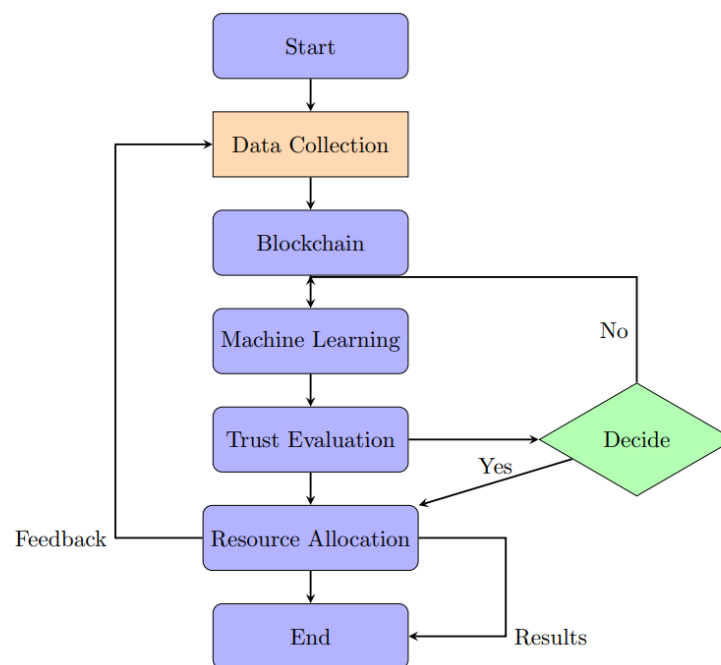 Start
Data Collection
Blockchain
Machine Learning
No
Trust Evaluation
Decide
Yes
Resource Allocation
Feedback
End
Results